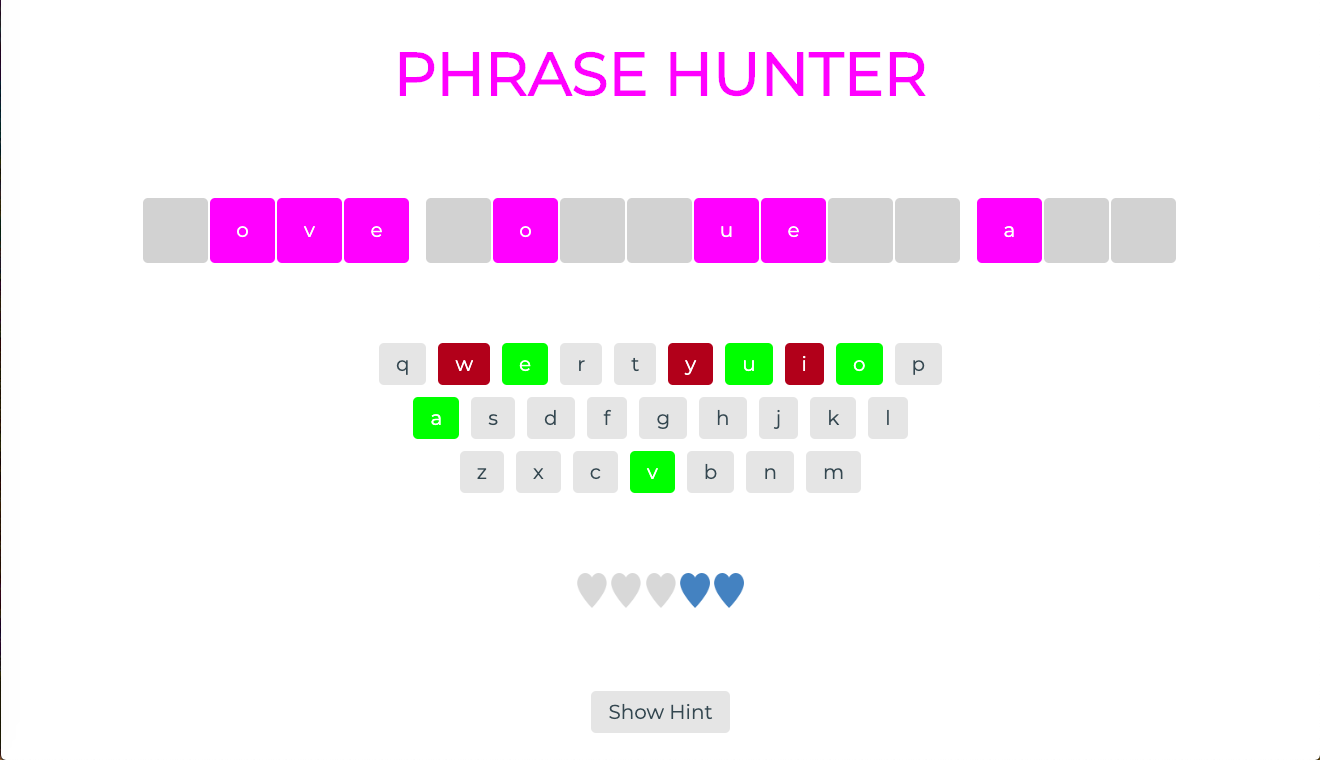 PHRASE HUNTER
o v e o u e a
q w e r t y u i o p
a s d f g h j k l
z x c v b n m
Show Hint